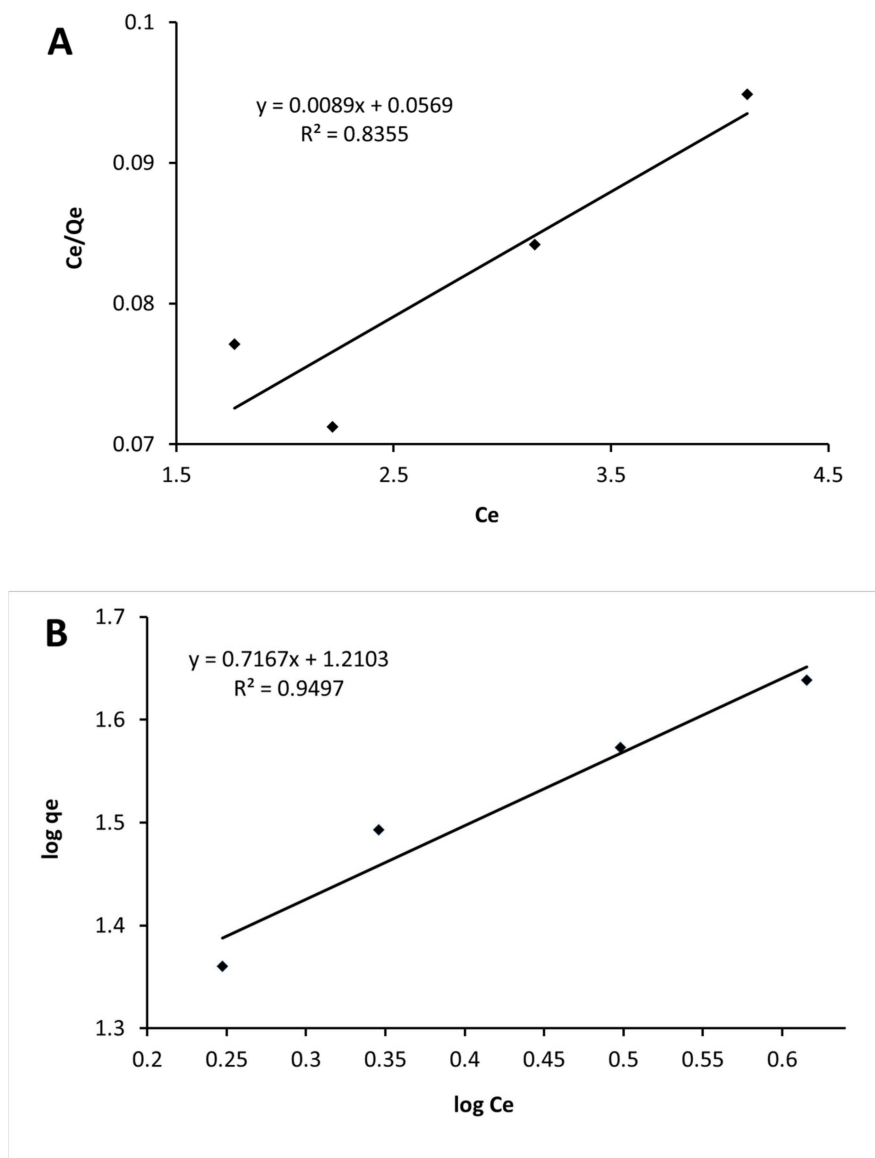 A
0.1
y = 0.0089x + 0.0569
R² = 0.8355
0.09
Ce/Qe
0.08
0.07
1.5 2.5 3.5 4.5
Ce
B
1.7
y = 0.7167x + 1.2103
R² = 0.9497
1.6
log qe
1.5
1.4
1.3
0.2 0.25 0.3 0.35 0.4 0.45 0.5 0.55 0.6
log Ce